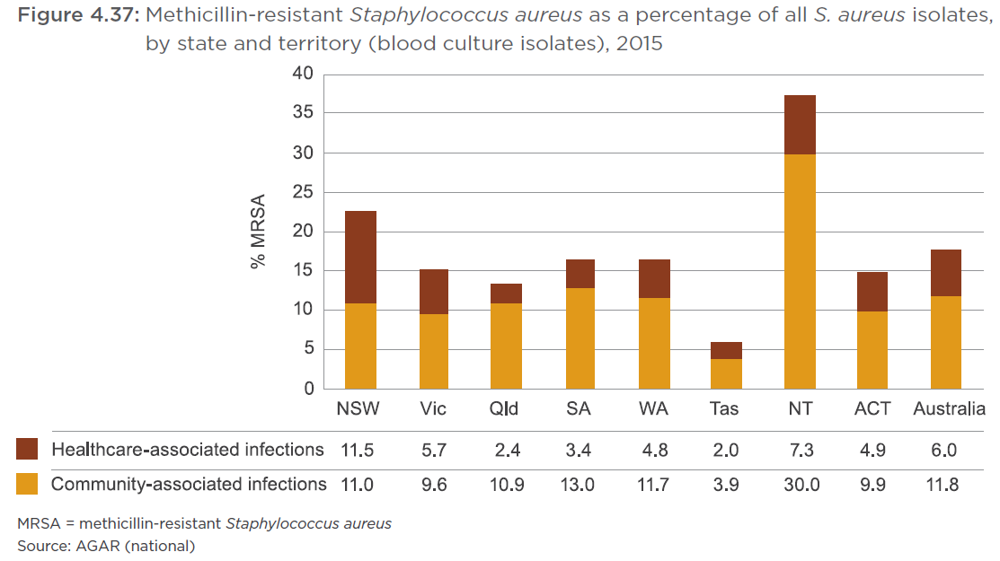 Figure 4.37: Methicillin-resistant Staphylococcus aureus as a percentage of all S. aureus isolates,
by state and territory (blood culture isolates), 2015
40
35
30
25
20
15
10
5
0
% MRSA
NSW Vic Qld SA WA Tas NT ACT Australia
Healthcare-associated infections 11.5 5.7 2.4 3.4 4.8 2.0 7.3 4.9 6.0
Community-associated infections 11.0 9.6 10.9 13.0 11.7 3.9 30.0 9.9 11.8
MRSA = methicillin-resistant Staphylococcus aureus
Source: AGAR (national)